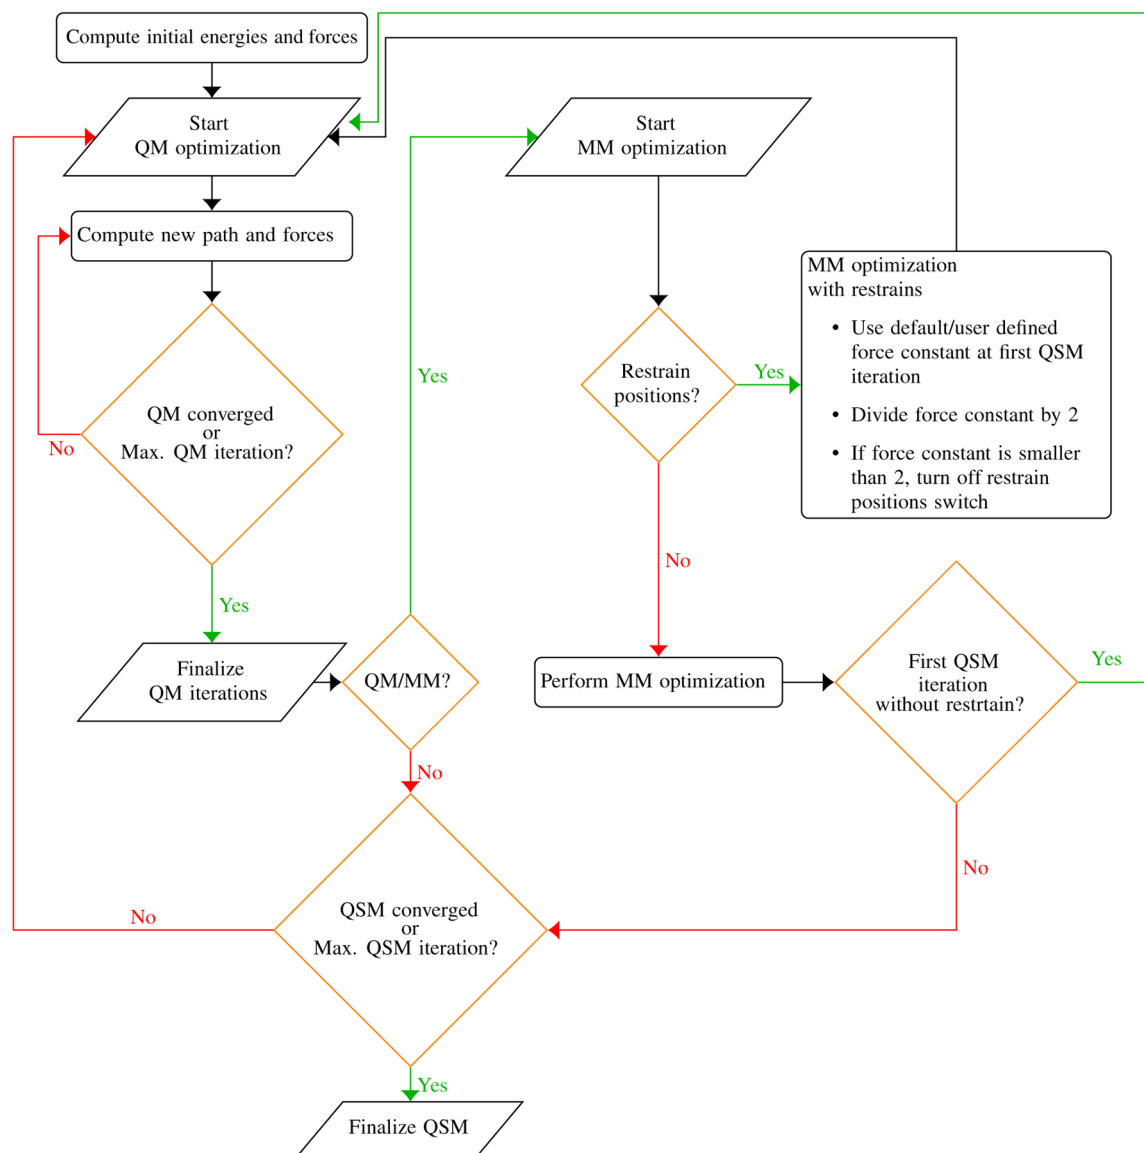 Compute initial energies and forces
Start
QM optimization
Start
MM optimization
Compute new path and forces
MM optimization
with restrains
• Use default/user defined
force constant at first QSM
iteration
• Divide force constant by 2
• If force constant is smaller
than 2, turn off restrain
positions switch
Yes
Restrain
positions?
Yes
QM converged
or
Max. QM iteration?
No
No
Yes
Finalize
QM iterations
QM/MM?
Perform MM optimization
First QSM
iteration
without restrtain?
Yes
No
No
QSM converged
or
Max. QSM iteration?
No
Yes
Finalize QSM